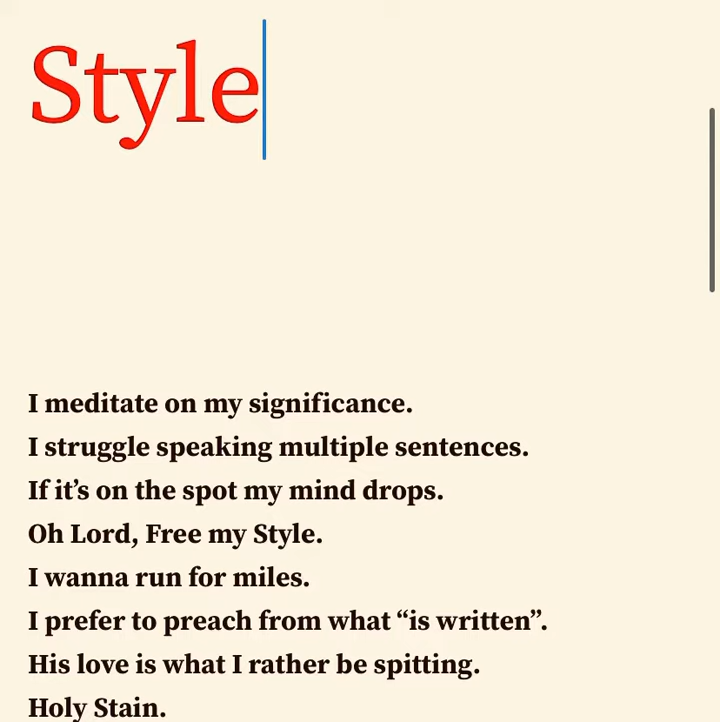 Style
I meditate on my significance.
I struggle speaking multiple sentences.
If it’s on the spot my mind drops.
Oh Lord, Free my Style.
I wanna run for miles.
I prefer to preach from what “is written”.
His love is what I rather be spitting.
Holy Stain.